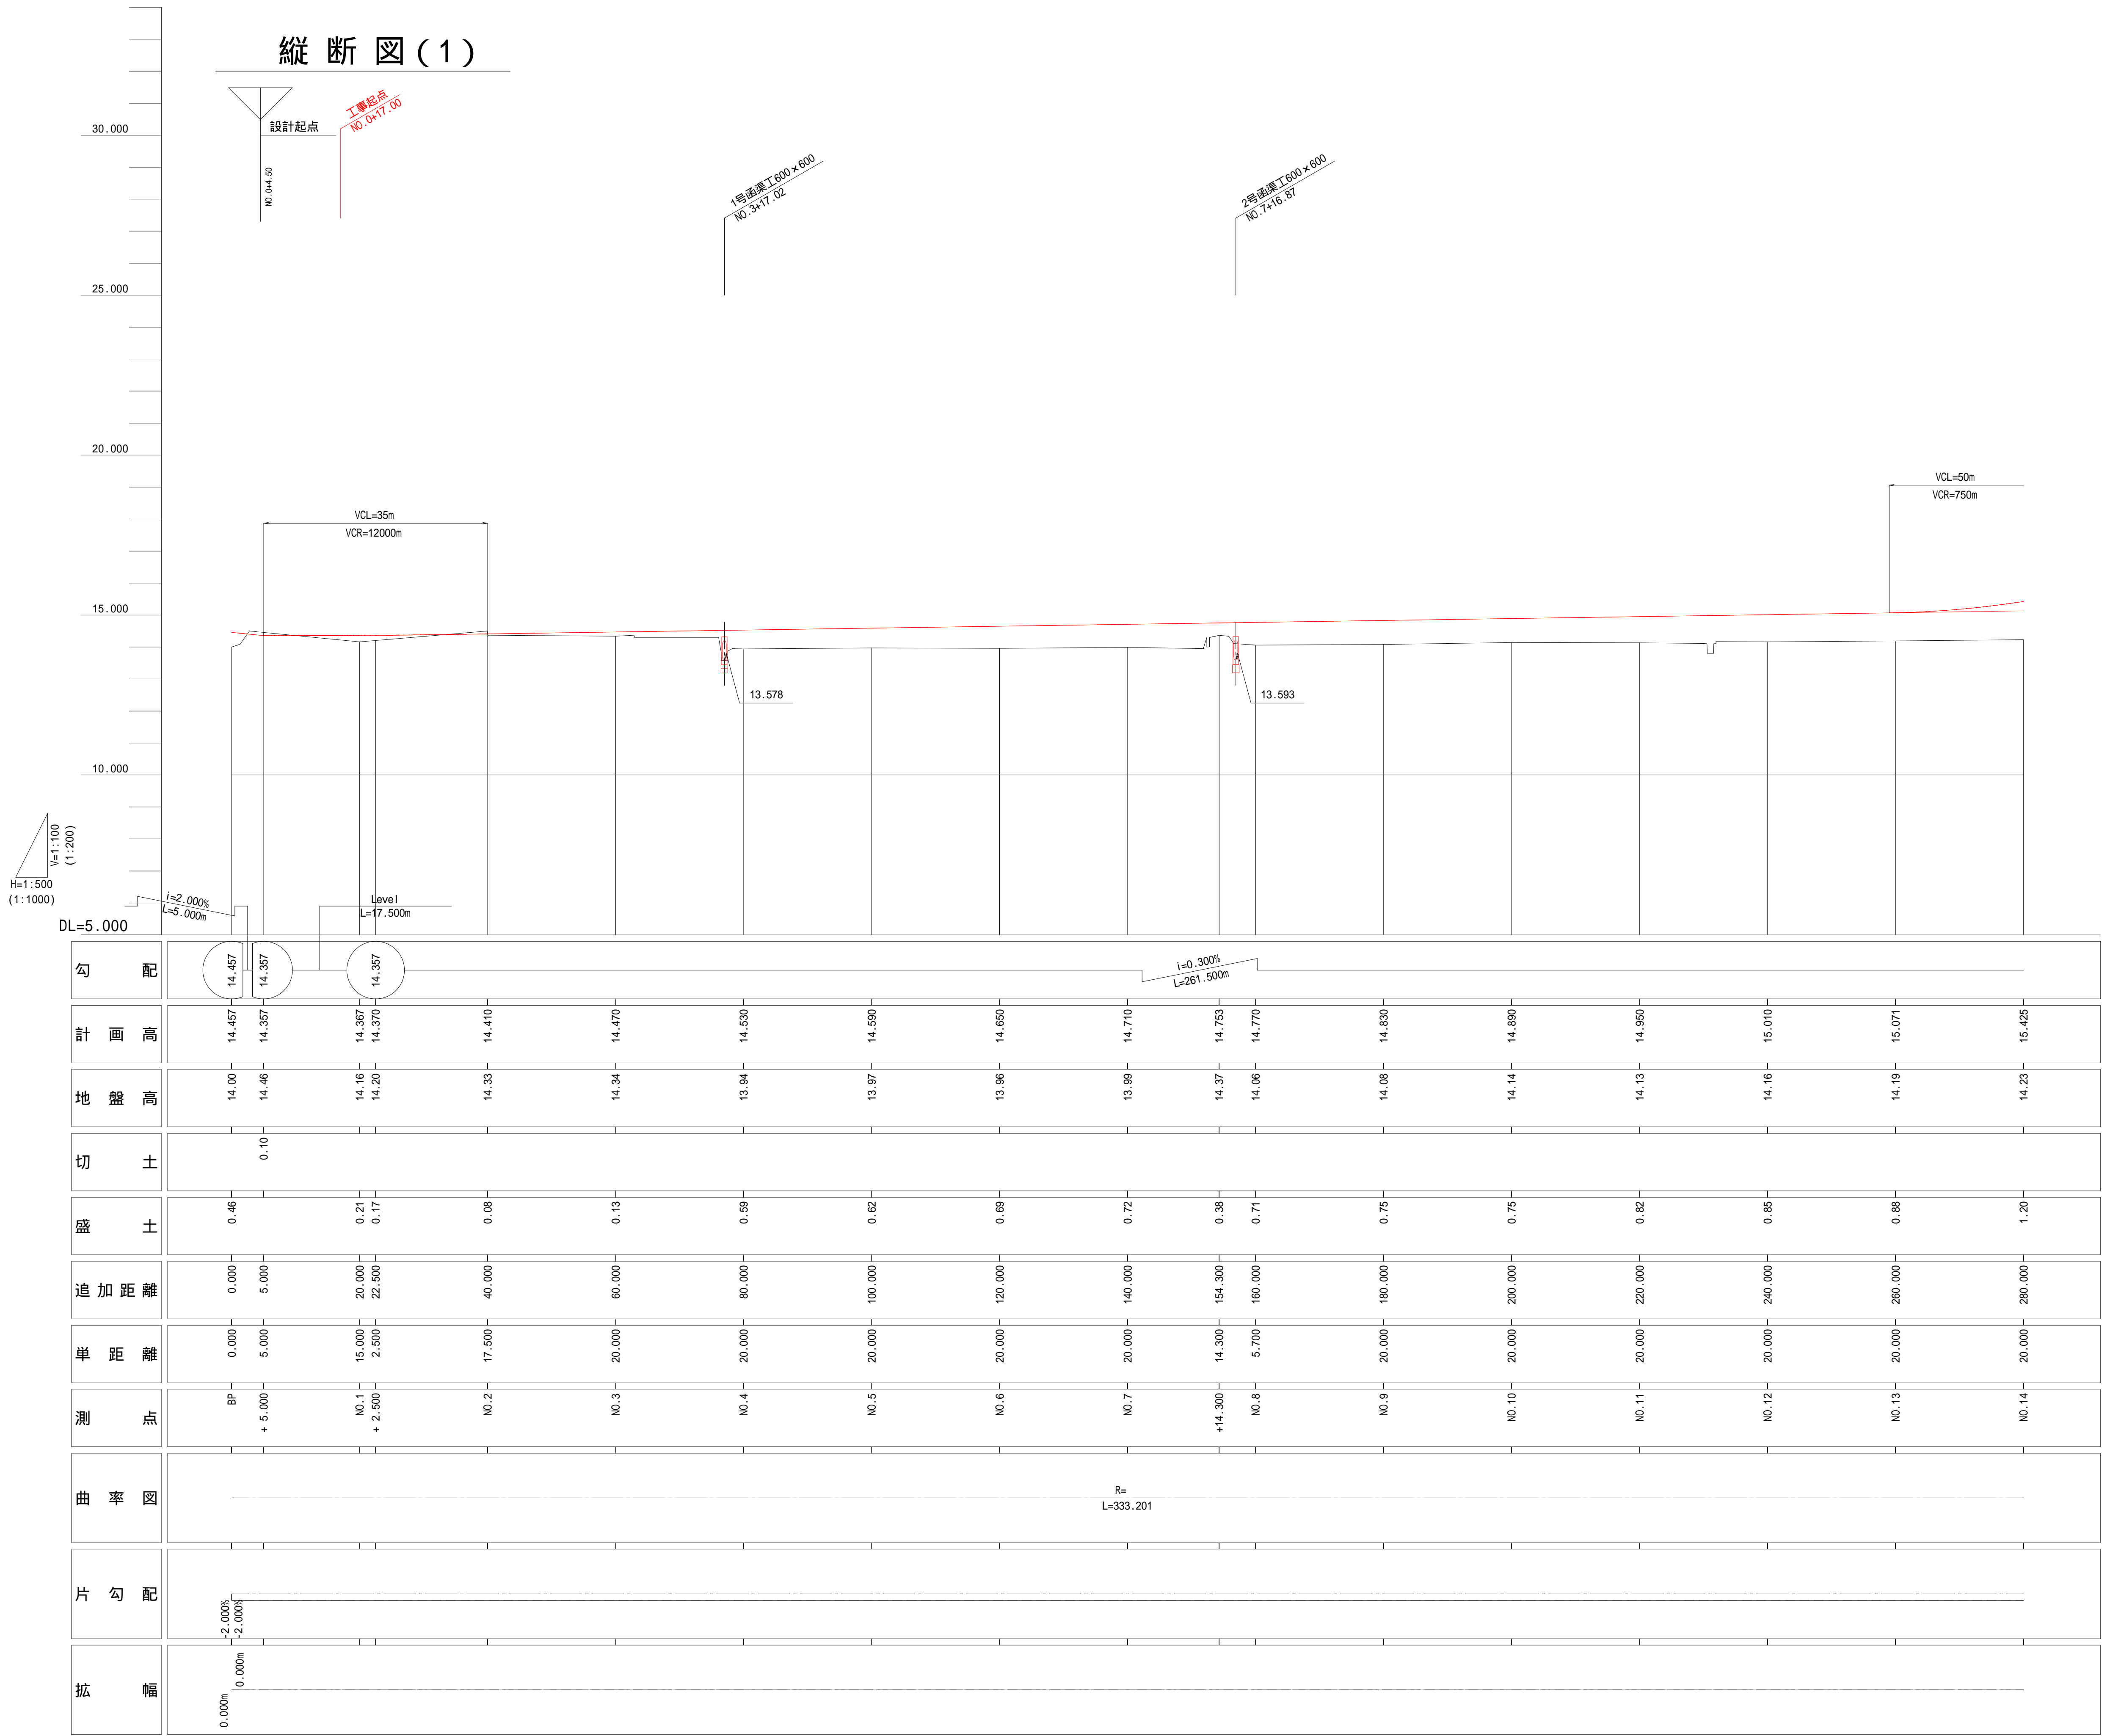 縦断図(1)
設計起点
NO.0+4.50
工事起点
NO.0+17.00
1号函渠工600×600
NO.3+17.02
2号函渠工600×600
NO.7+16.87
30.000
25.000
20.000
15.000
10.000
DL=5.000
VCL=35m
VCR=12000m
VCL=50m
VCR=750m
13.578
13.593
V=1:100
(1:200)
H=1:500
(1:1000)
i=2.000%
L=5.000m
Level
L=17.500m
勾配
14.457 14.357 14.357
i=0.300%
L=261.500m
計画高
14.457 14.357 14.367 14.370 14.410 14.470 14.530 14.590 14.650 14.710 14.753 14.770 14.830 14.890 14.950 15.010 15.071 15.425
地盤高
14.00 14.46 14.16 14.20 14.33 14.34 13.94 13.97 13.96 13.99 14.37 14.06 14.08 14.14 14.13 14.16 14.19 14.23
切土
0.10
盛土
0.46 0.21 0.17 0.08 0.13 0.59 0.62 0.69 0.72 0.38 0.71 0.75 0.75 0.82 0.85 0.88 1.20
追加距離
0.000 5.000 20.000 22.500 40.000 60.000 80.000 100.000 120.000 140.000 154.300 160.000 180.000 200.000 220.000 240.000 260.000 280.000
単距離
0.000 5.000 15.000 2.500 17.500 20.000 20.000 20.000 20.000 20.000 14.300 5.700 20.000 20.000 20.000 20.000 20.000 20.000
測点
BP + 5.000 NO.1 + 2.500 NO.2 NO.3 NO.4 NO.5 NO.6 NO.7 +14.300 NO.8 NO.9 NO.10 NO.11 NO.12 NO.13 NO.14
曲率図
R=
L=333.201
片勾配
-2.000%
-2.000%
拡幅
0.000m
0.000m